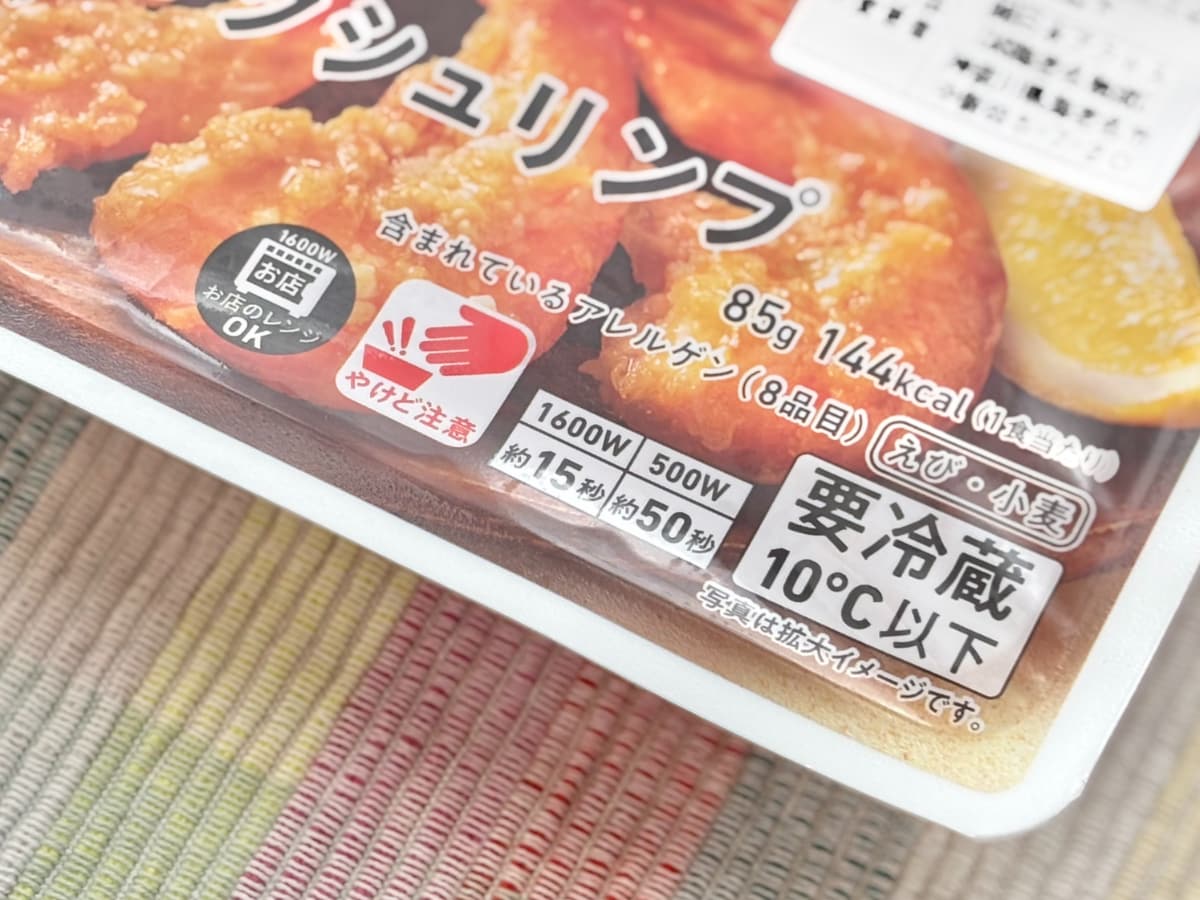 シュリンプ
85g 144kcal (1食当たり)
含まれているアレルゲン(8品目) えび・小麦
1600W
お店
お店のレンジ
OK
やけど注意
1600W 500W
約15秒 約50秒
要冷蔵
10℃以下
写真は拡大イメージです。